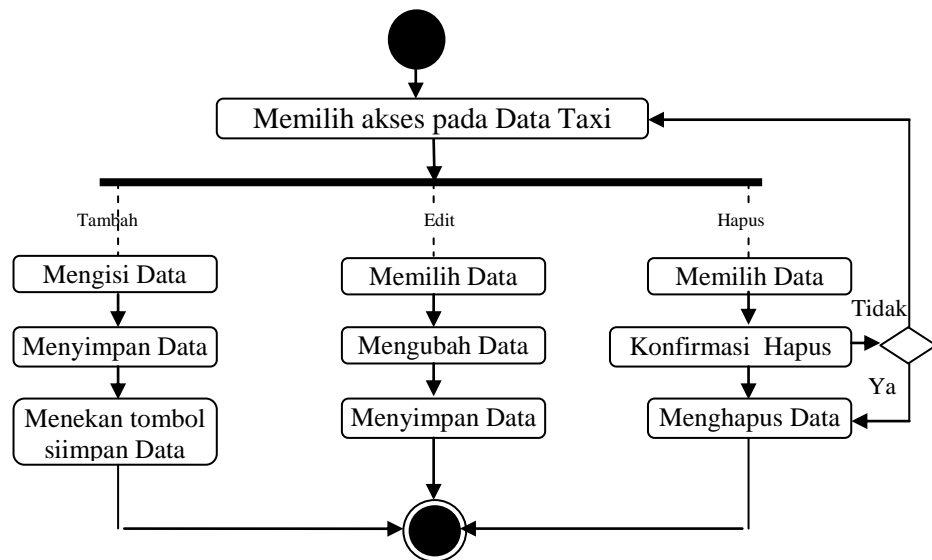 Memilih akses pada Data Taxi
Tambah
Edit
Hapus
Mengisi Data
Memilih Data
Memilih Data
Tidak
Menyimpan Data
Mengubah Data
Konfirmasi Hapus
Ya
Menekan tombol
siimpan Data
Menyimpan Data
Menghapus Data